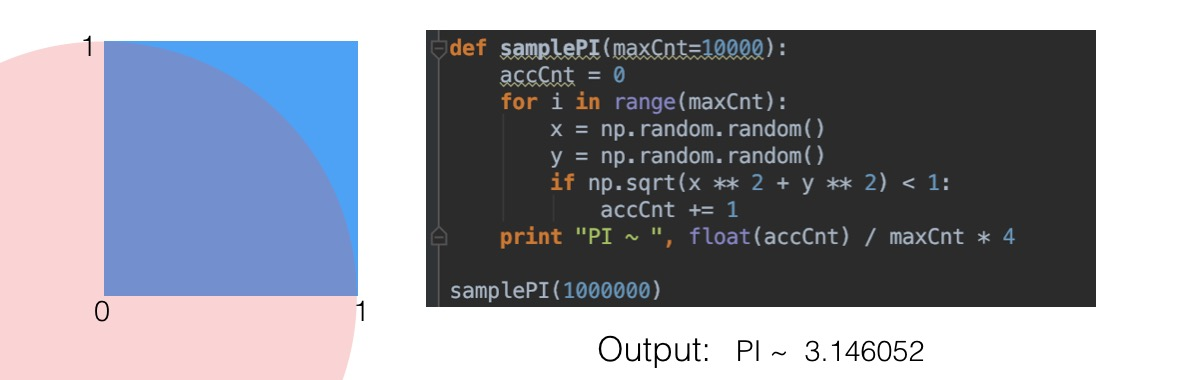 1
0
1
def samplePI(maxCnt=10000):
    accCnt = 0
    for i in range(maxCnt):
        x = np.random.random()
        y = np.random.random()
        if np.sqrt(x ** 2 + y ** 2) < 1:
            accCnt += 1
    print "PI ~ ", float(accCnt) / maxCnt * 4
samplePI(1000000)
Output: PI ~ 3.146052